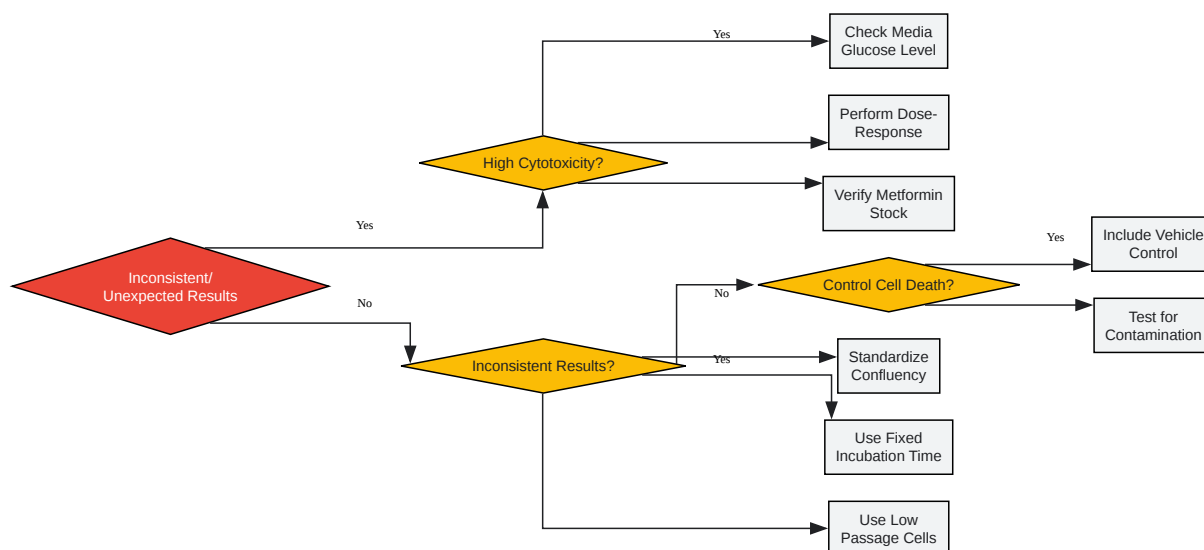 Yes
Check Media
Glucose Level
Perform Dose-
Response
High Cytotoxicity?
Verify Metformin
Stock
Yes
Yes
Include Vehicle
Control
Inconsistent/
Unexpected Results
No
Control Cell Death?
No
Test for
Contamination
Inconsistent Results?
Yes
Standardize
Confluency
Use Fixed
Incubation Time
Use Low
Passage Cells